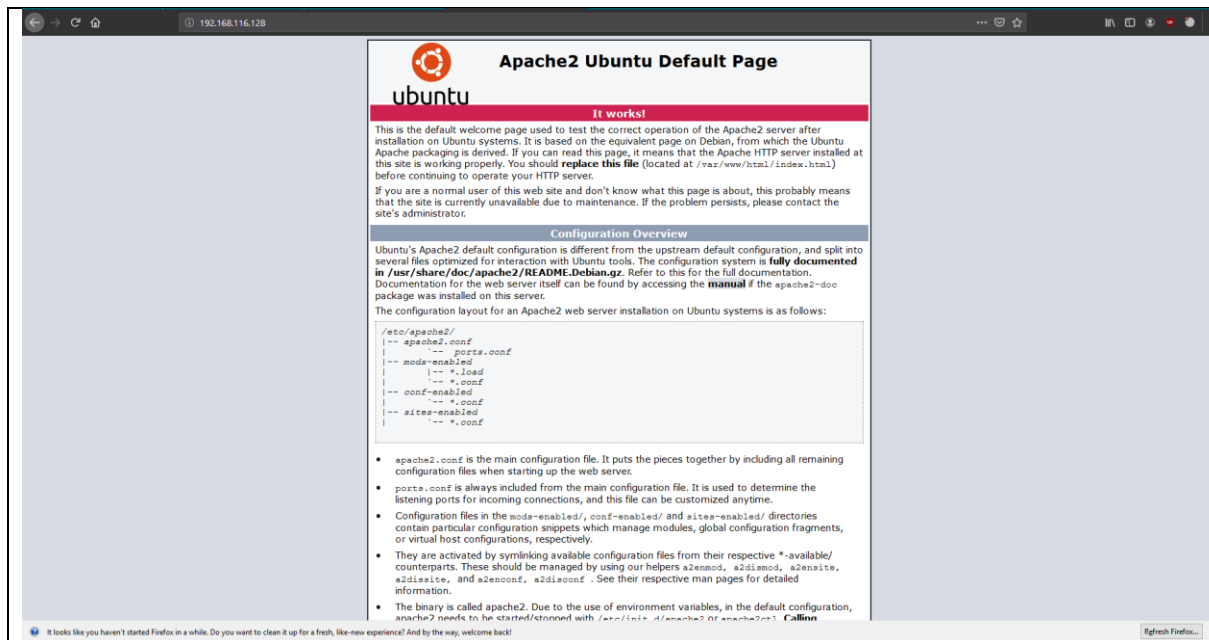 192.168.116.128
ubuntu
Apache2 Ubuntu Default Page
It works!
This is the default welcome page used to test the correct operation of the Apache2 server after
installation on Ubuntu systems. It is based on the equivalent page on Debian, from which the Ubuntu
Apache packaging is derived. If you can read this page, it means that the Apache HTTP server installed at
this site is working properly. You should replace this file (located at /var/www/html/index.html)
before continuing to operate your HTTP server.
If you are a normal user of this web site and don't know what this page is about, this probably means
that the site is currently unavailable due to maintenance. If the problem persists, please contact the
site's administrator.
Configuration Overview
Ubuntu's Apache2 default configuration is different from the upstream default configuration, and split into
several files optimized for interaction with Ubuntu tools. The configuration system is fully documented
in /usr/share/doc/apache2/README.Debian.gz. Refer to this for the full documentation.
Documentation for the web server itself can be found by accessing the manual if the apache2-doc
package was installed on this server.
The configuration layout for an Apache2 web server installation on Ubuntu systems is as follows:
/etc/apache2/
|-- apache2.conf
|       `--  ports.conf
|-- mods-enabled
|       |-- *.load
|       `-- *.conf
|-- conf-enabled
|       `-- *.conf
|-- sites-enabled
|       `-- *.conf
• apache2.conf is the main configuration file. It puts the pieces together by including all remaining
configuration files when starting up the web server.
• ports.conf is always included from the main configuration file. It is used to determine the
listening ports for incoming connections, and this file can be customized anytime.
• Configuration files in the mods-enabled/, conf-enabled/ and sites-enabled/ directories
contain particular configuration snippets which manage modules, global configuration fragments,
or virtual host configurations, respectively.
• They are activated by symlinking available configuration files from their respective *-available/
counterparts. These should be managed by using our helpers a2enmod, a2dismod, a2ensite,
a2dissite, and a2enconf, a2disconf . See their respective man pages for detailed
information.
• The binary is called apache2. Due to the use of environment variables, in the default configuration,
apache2 needs to be started/stopped with /etc/init.d/apache2 or apache2ctl. Calling
It looks like you haven't started Firefox in a while. Do you want to clean it up for a fresh, like-new experience? And by the way, welcome back!
Refresh Firefox...